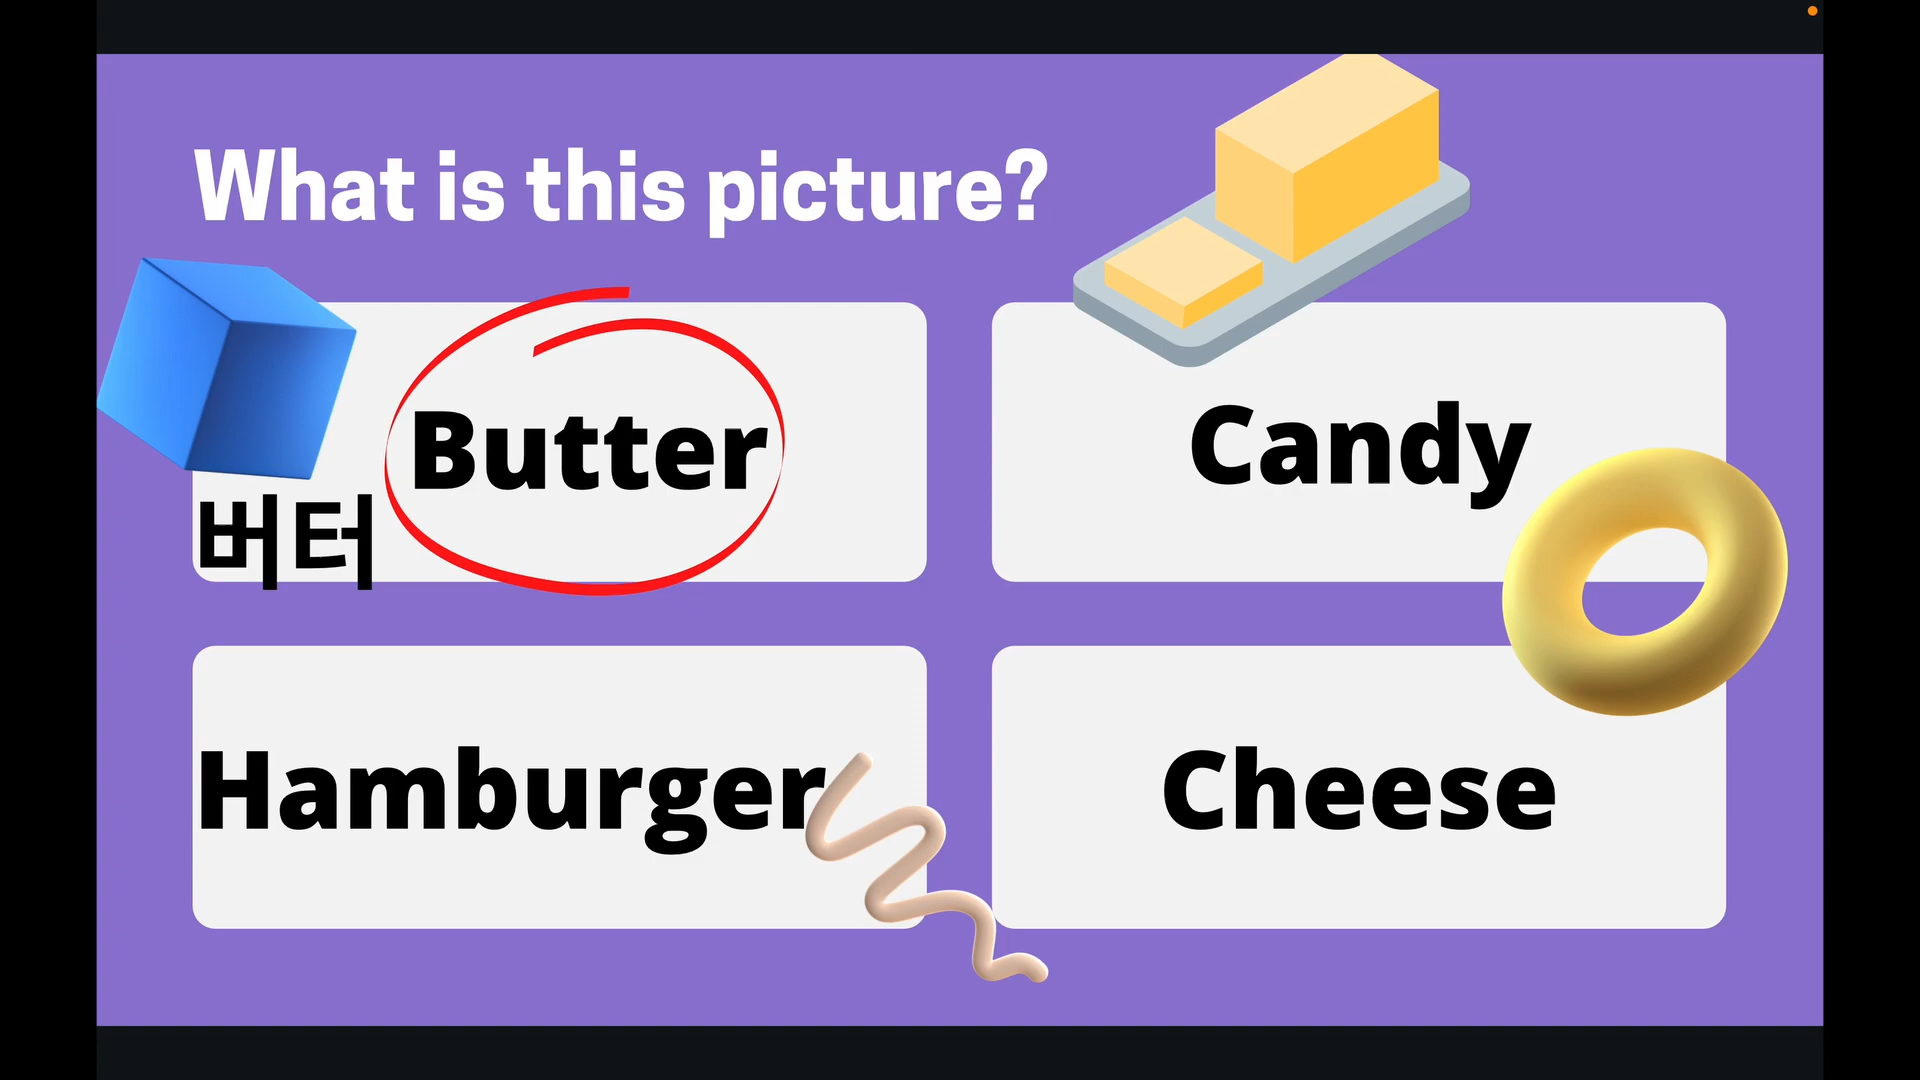 What is this picture?
Butter
버터
Candy
Hamburger
Cheese